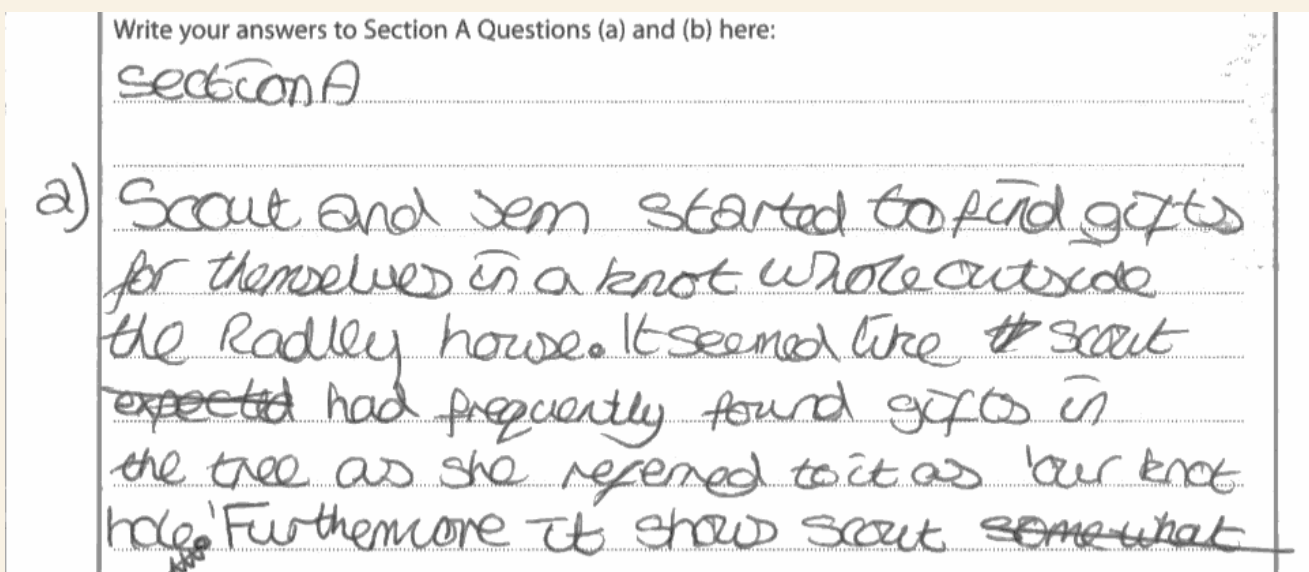 Write your answers to Section A Questions (a) and (b) here:
Section A
a) Scout and Jem started to find gifts
for themselves in a knot whole outside
the Radley house. It seemed like Scout
expected had frequently found gifts in
the tree as she referred to it as 'our knot
hole.' Furthermore it shows Scout somewhat